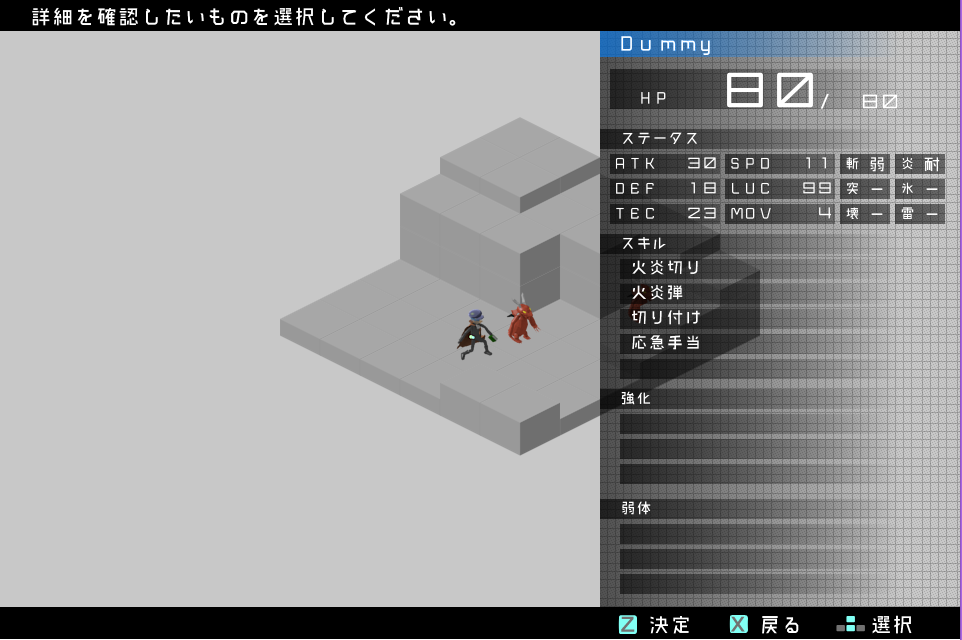 詳細を確認したいものを選択してください。
Dummy
HP 80/ 80
ステータス
ATK 30 SPD 11 斬 弱 炎 耐
DEF 18 LUC 99 突 ー 氷 ー
TEC 23 MOV 4 壊 ー 雷 ー
スキル
火炎切り
火炎弾
切り付け
応急手当
強化
弱体
Z 決定 X 戻る 選択